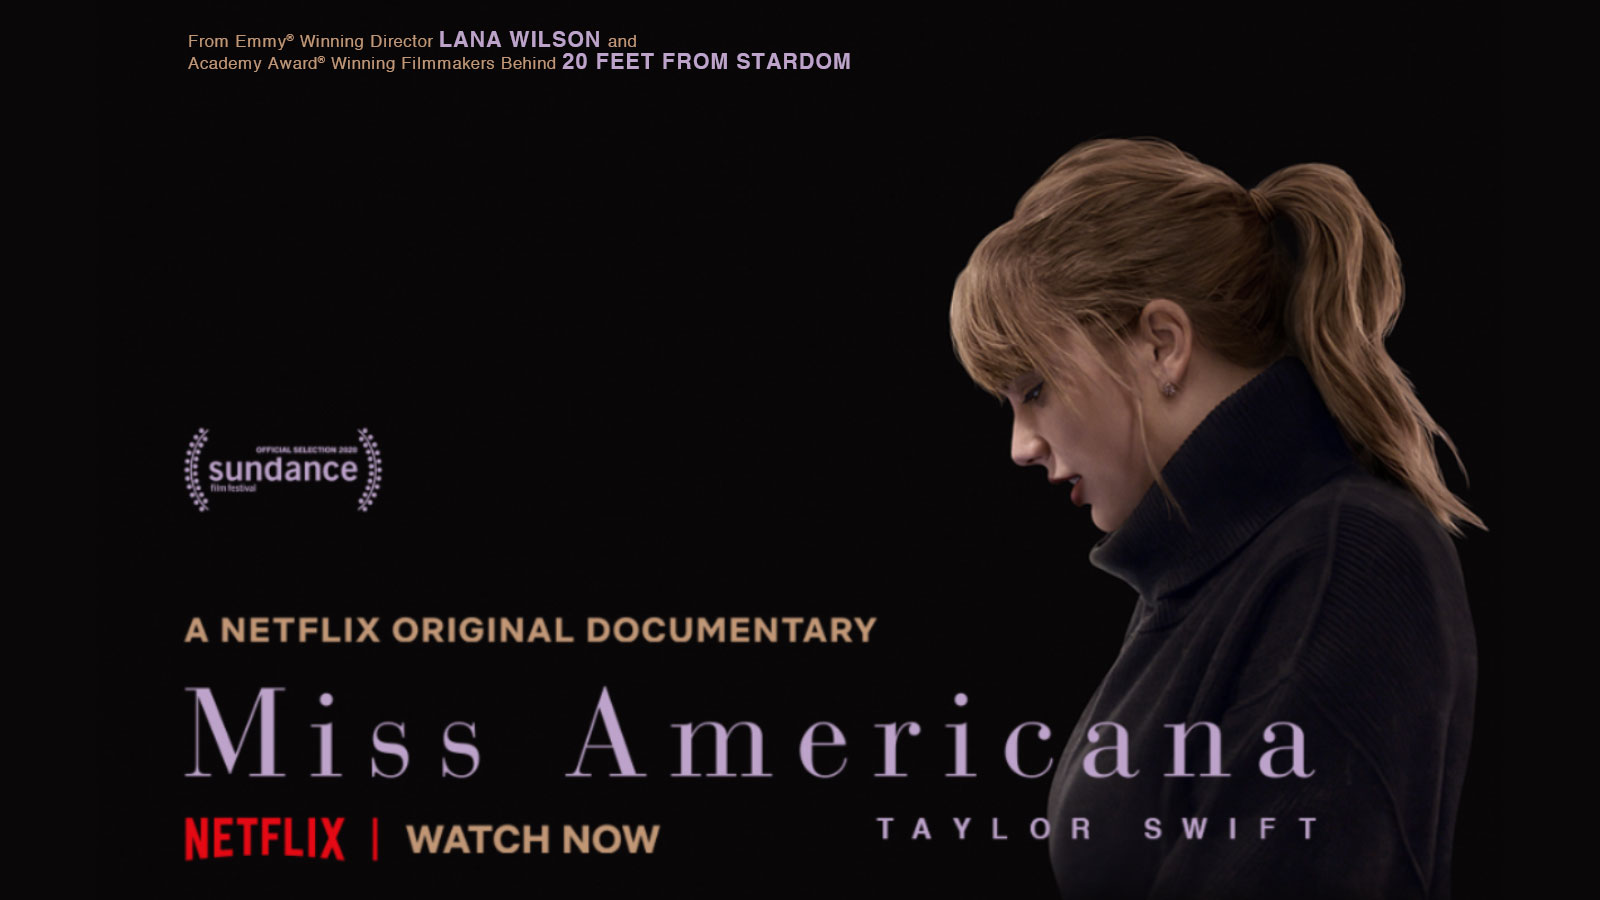 From Emmy® Winning Director LANA WILSON and
Academy Award® Winning Filmmakers Behind 20 FEET FROM STARDOM
OFFICIAL SELECTION 2020
sundance
film festival
A NETFLIX ORIGINAL DOCUMENTARY
Miss Americana
NETFLIX | WATCH NOW
TAYLOR SWIFT